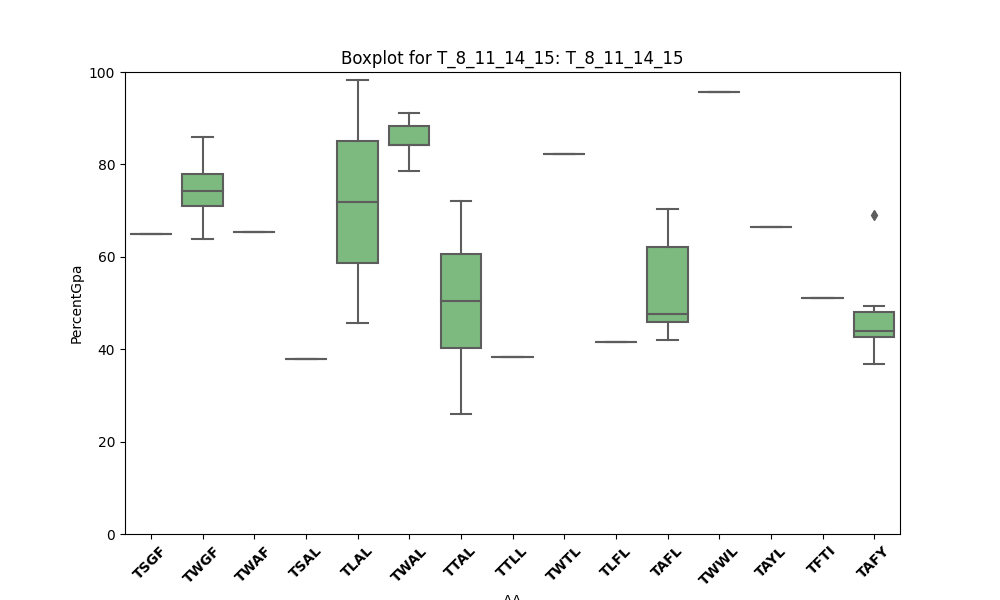 Boxplot for T_8_11_14_15: T_8_11_14_15
PercentGpa
100
80
60
40
20
0
TSGF TWGF TWAF TSAL TLAL TWAL TTAL TTLL TWTL TLFL TAFL TWWL TAYL TFTI TAFY
AA